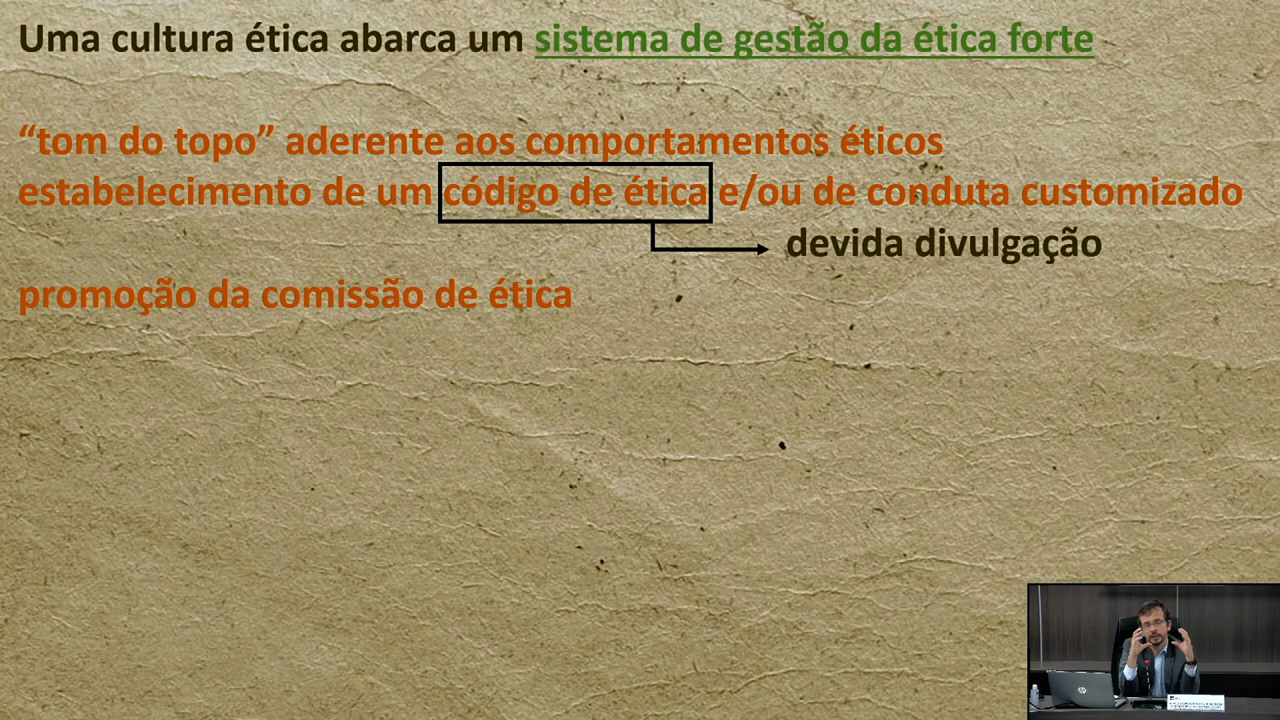 Uma cultura ética abarca um sistema de gestão da ética forte
“tom do topo” aderente aos comportamentos éticos
estabelecimento de um código de ética e/ou de conduta customizado
devida divulgação
promoção da comissão de ética
hp